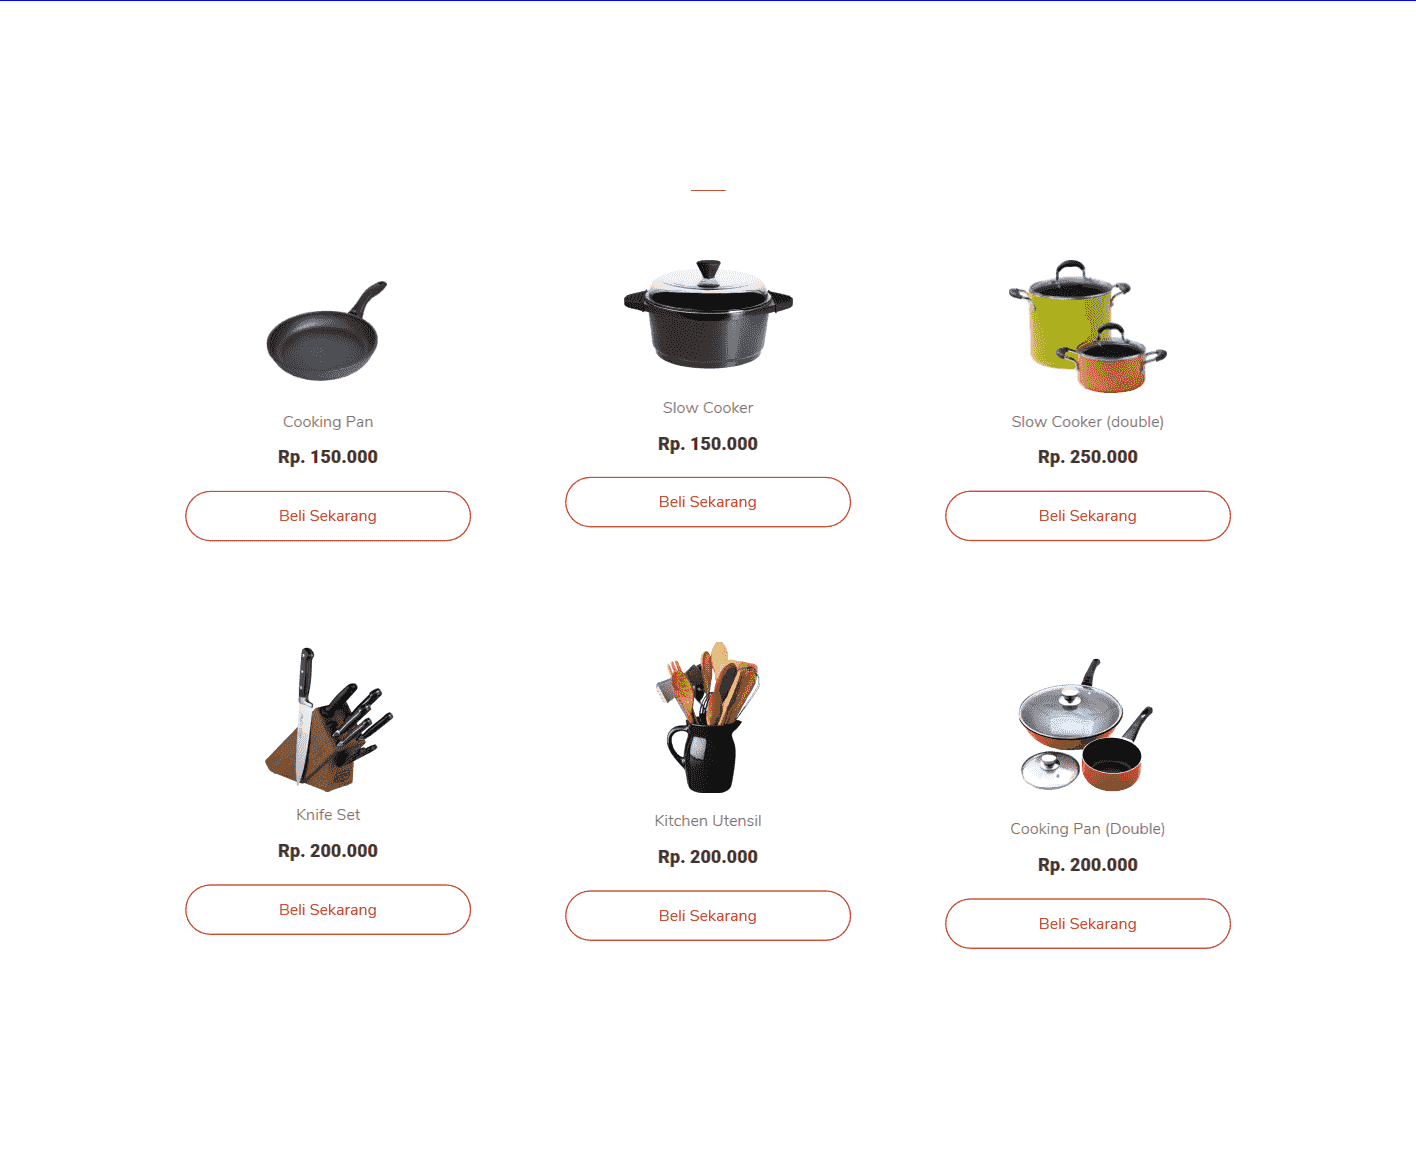 Cooking Pan
Rp. 150.000
Beli Sekarang
Slow Cooker
Rp. 150.000
Beli Sekarang
Slow Cooker (double)
Rp. 250.000
Beli Sekarang
Knife Set
Rp. 200.000
Beli Sekarang
Kitchen Utensil
Rp. 200.000
Beli Sekarang
Cooking Pan (Double)
Rp. 200.000
Beli Sekarang